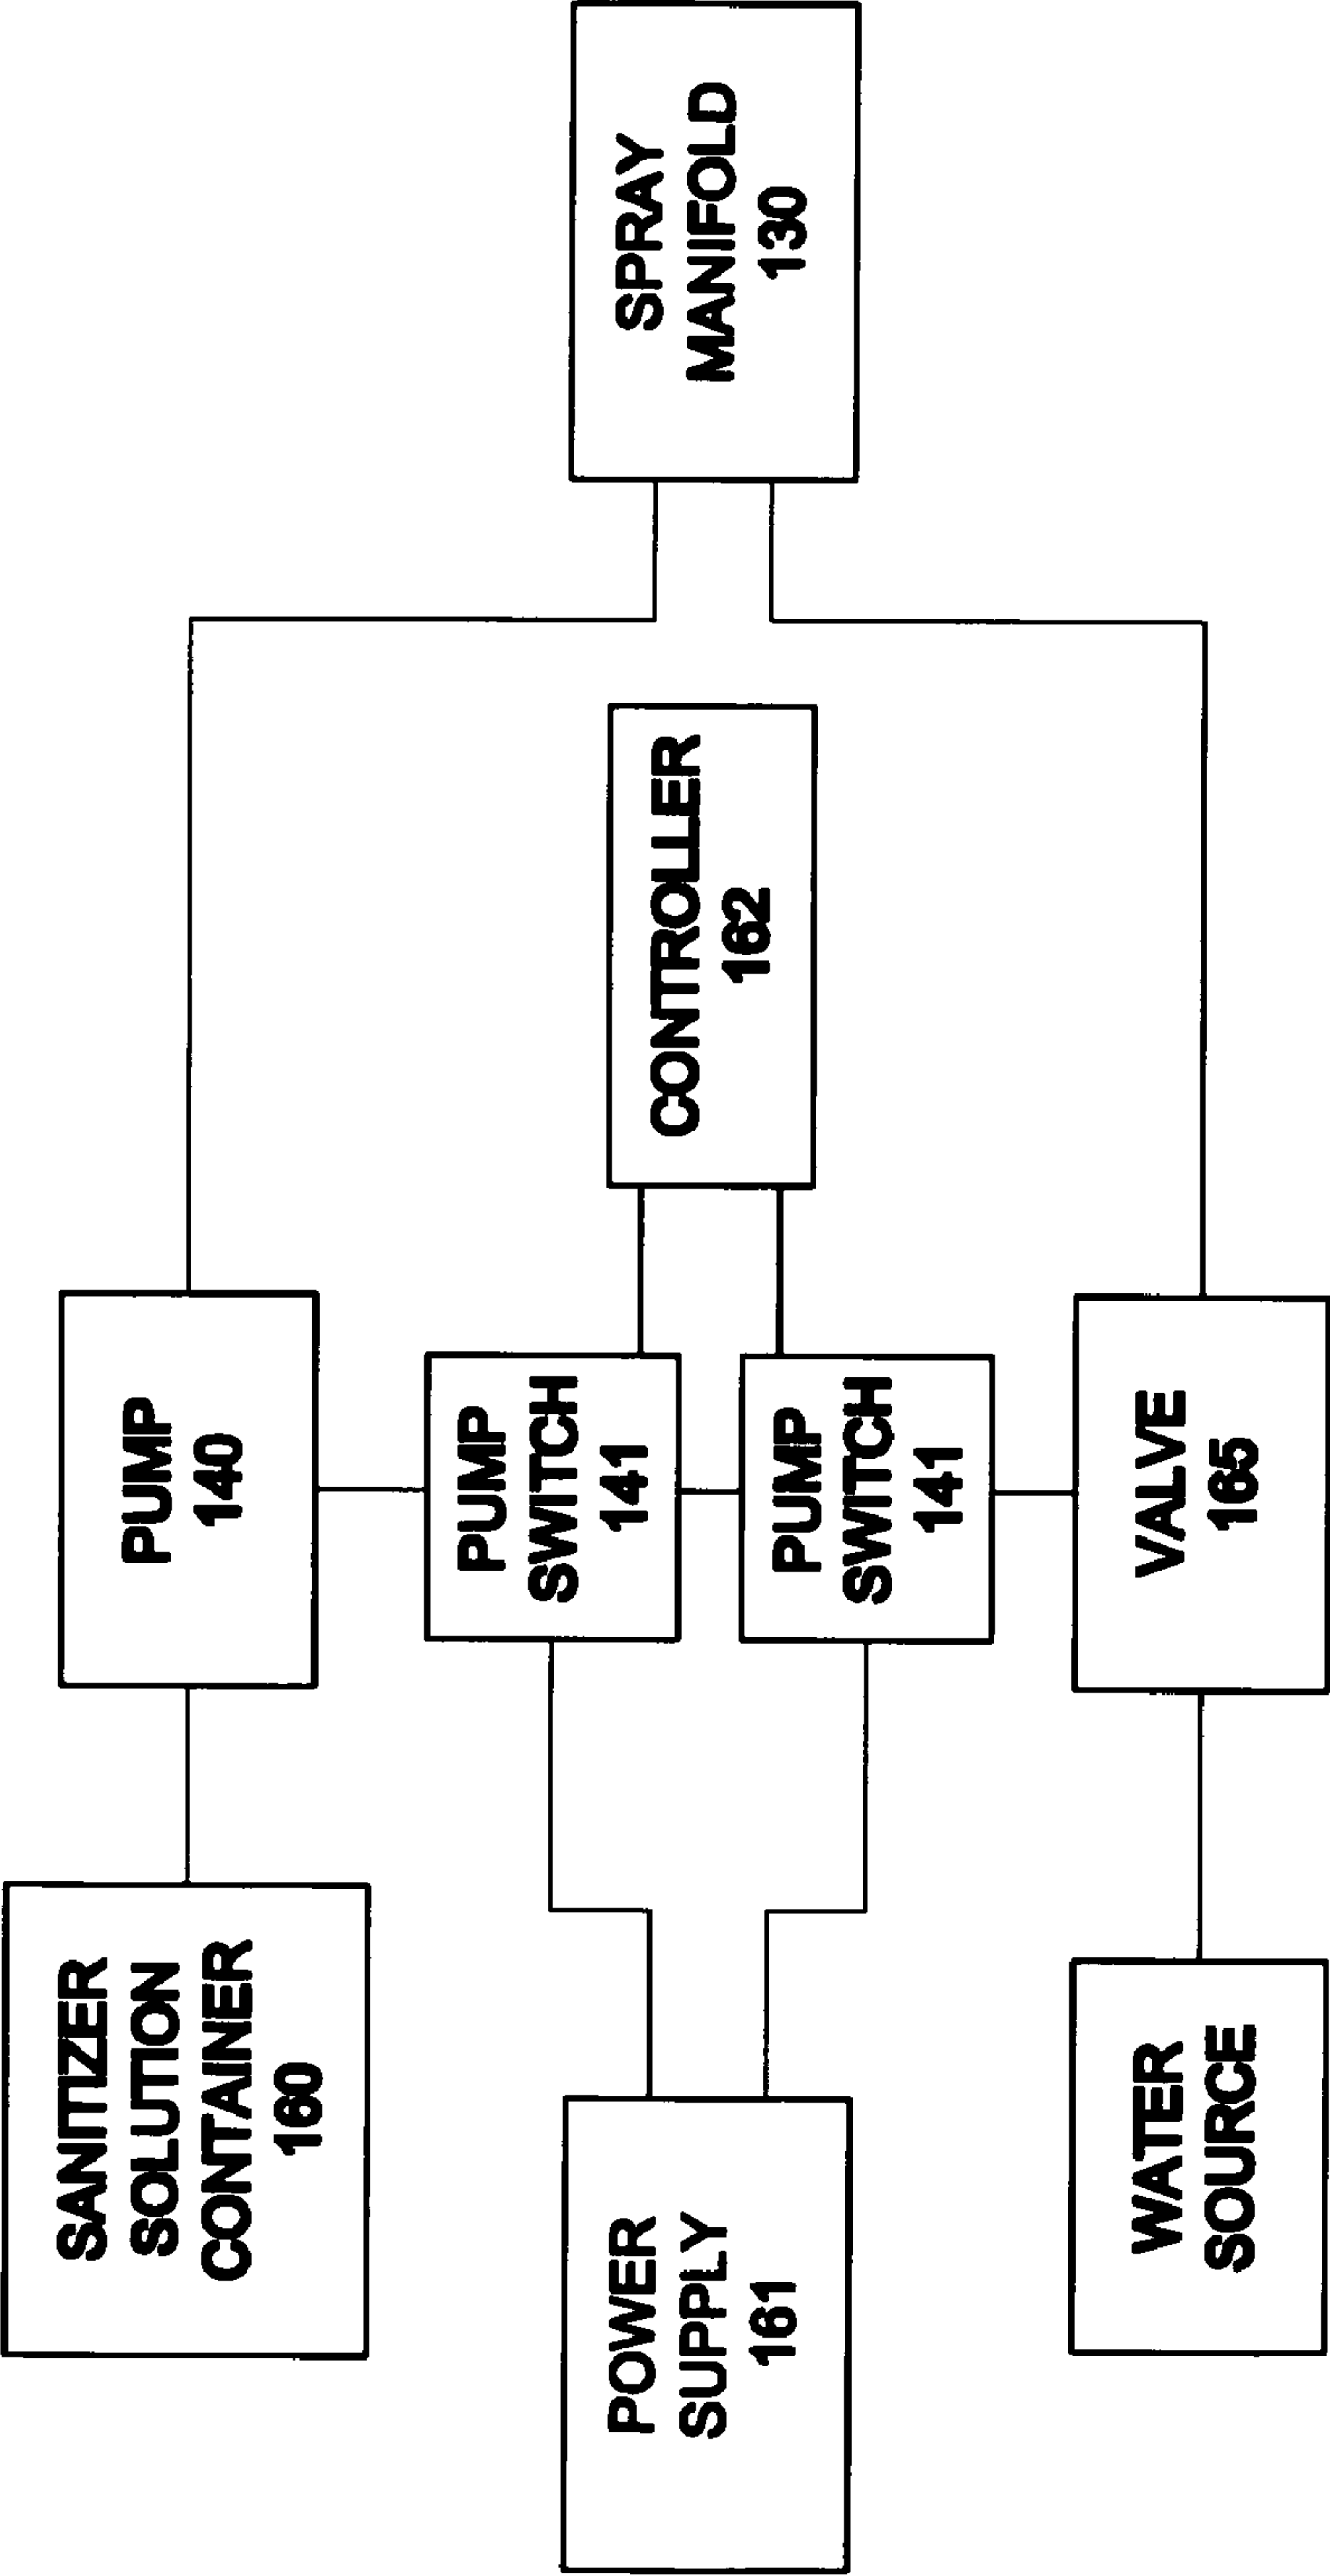 SANITIZER
SOLUTION
CONTAINER
160
PUMP
140
POWER
SUPPLY
161
PUMP
SWITCH
141
PUMP
SWITCH
141
CONTROLLER
162
SPRAY
MANIFOLD
130
WATER
SOURCE
VALVE
165